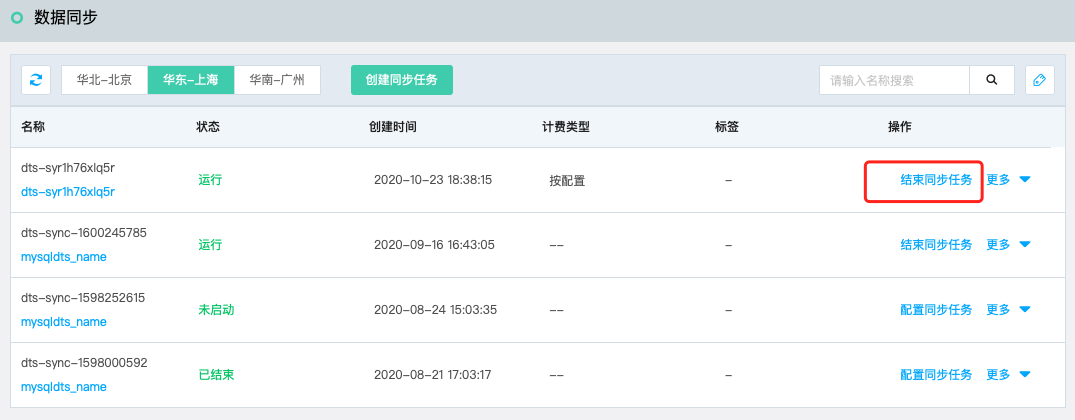 数据同步
华北-北京 华东-上海 华南-广州 创建同步任务 请输入名称搜索
名称 状态 创建时间 计费类型 标签 操作
dts-syr1h76xlq5r
dts-syr1h76xlq5r
运行 2020-10-23 18:38:15 按配置 - 结束同步任务 更多
dts-sync-1600245785
mysqldts_name
运行 2020-09-16 16:43:05 -- - 结束同步任务 更多
dts-sync-1598252615
mysqldts_name
未启动 2020-08-24 15:03:35 -- - 配置同步任务 更多
dts-sync-1598000592
mysqldts_name
已结束 2020-08-21 17:03:17 -- - 配置同步任务 更多